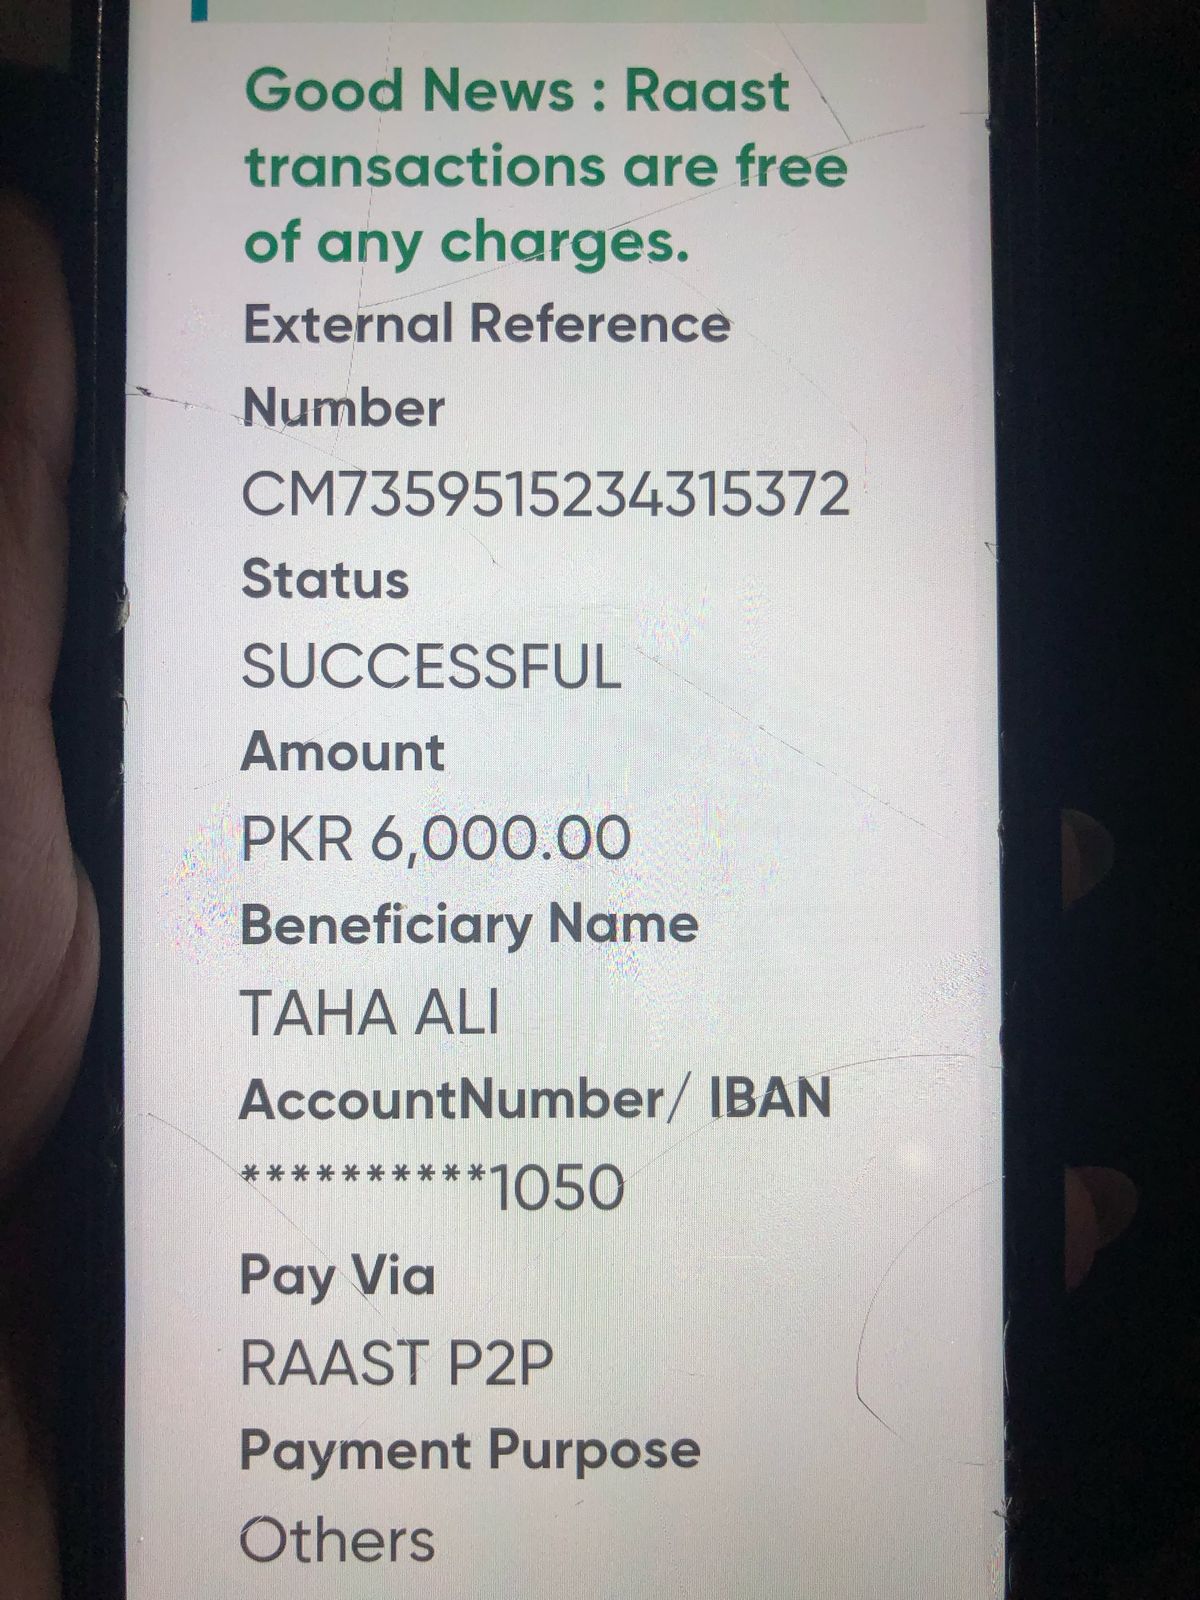 Good News : Raast
transactions are free
of any charges.
External Reference
Number
CM7359515234315372
Status
SUCCESSFUL
Amount
PKR 6,000.00
Beneficiary Name
TAHA ALI
AccountNumber/ IBAN
**********1050
Pay Via
RAAST P2P
Payment Purpose
Others